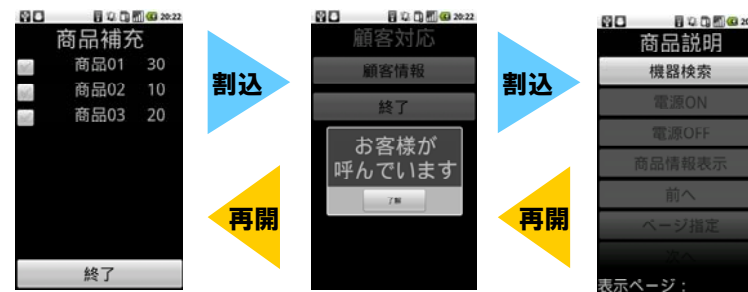 20:22
商品補充
商品01 30
商品02 10
商品03 20
終了
割込
再開
20:22
顧客対応
顧客情報
終了
お客様が
呼んでいます
了解
割込
再開
商品説明
機器検索
電源ON
電源OFF
商品情報表示
前へ
ページ指定
次へ
表示ページ：